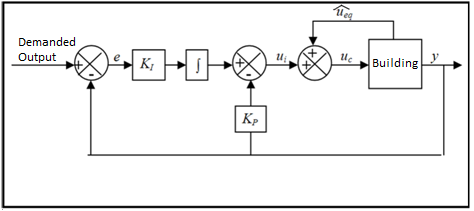 û_eq
Demanded
Output
+
-
e
K_I
∫
+
-
u_i
+
+
u_c
Building
y
K_P